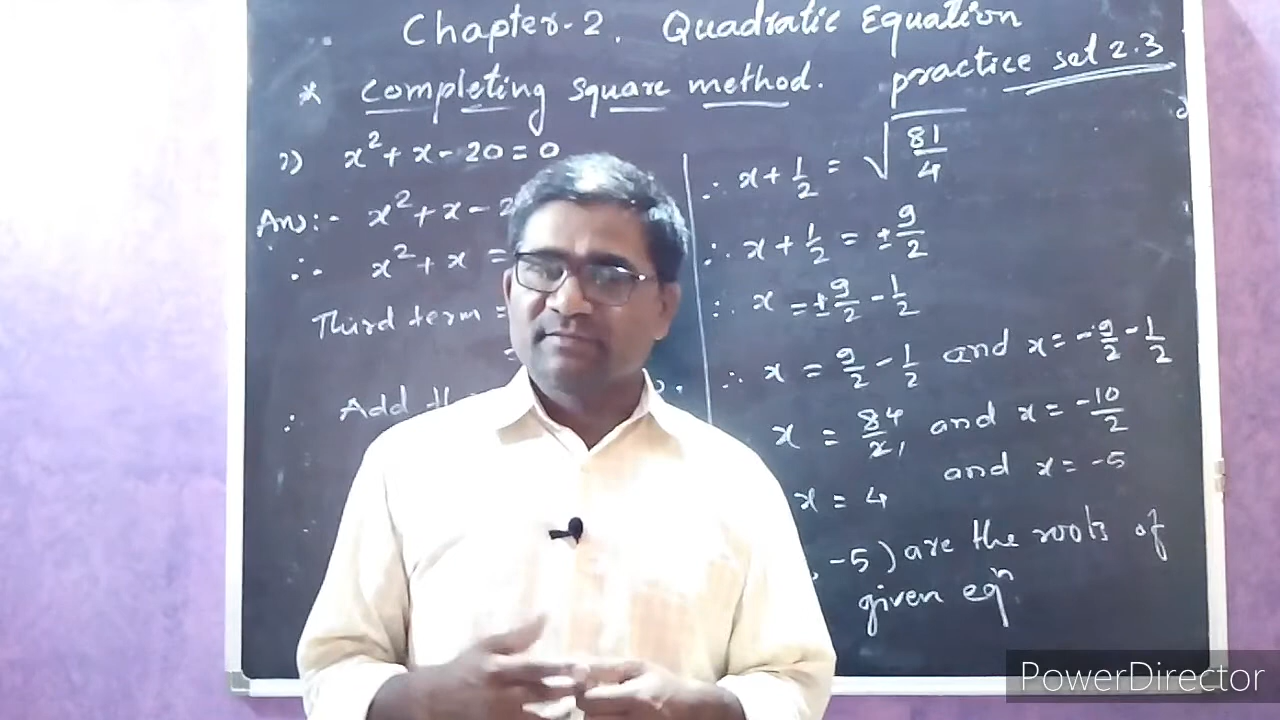 Chapter-2. Quadratic Equation
* Completing square method. practice set 2.3
1) x² + x - 20 = 0
Ans:- x² + x - 2
∴ x² + x =
Third term =
=
∴ Add th
∴ x + 1/2 = √81/4
∴ x + 1/2 = ± 9/2
∴ x = ± 9/2 - 1/2
∴ x = 9/2 - 1/2 and x = -9/2 - 1/2
x = 8 4/2 1 and x = -10/2
x = 4 and x = -5
, -5) are the roots of
given eqⁿ
PowerDirector